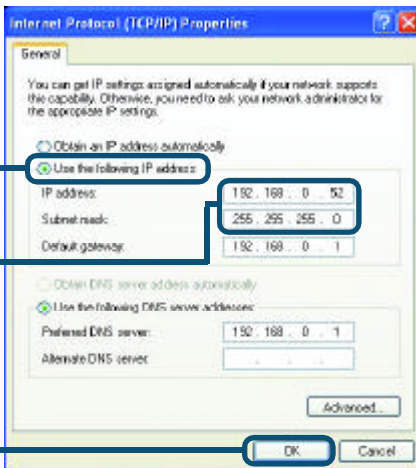 Internet Protocol (TCP/IP) Properties
General
You can get IP settings assigned automatically if your network supports
this capability. Otherwise, you need to ask your network administrator for
the appropriate IP settings.
Obtain an IP address automatically
Use the following IP address:
IP address: 192 . 168 . 0 . 52
Subnet mask: 255 . 255 . 255 . 0
Default gateway: 192 . 168 . 0 . 1
Obtain DNS server address automatically
Use the following DNS server addresses:
Preferred DNS server: 192 . 168 . 0 . 1
Alternate DNS server: . . .
Advanced...
OK Cancel